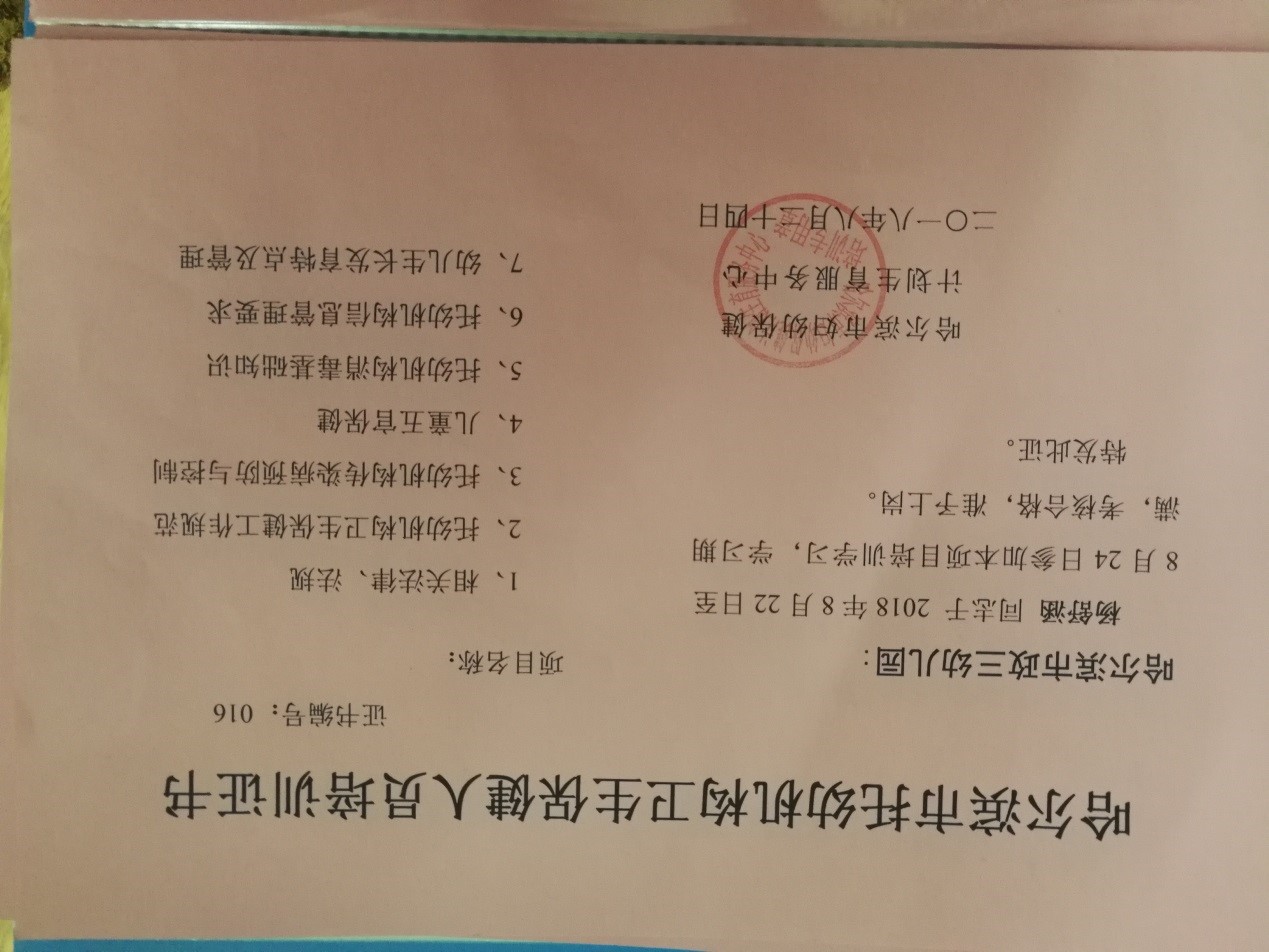 哈尔滨市托幼机构卫生保健人员培训证书
证书编号：016
哈尔滨市政三幼儿园：
杨舒涵 同志于 2018 年 8 月 22 日至
8 月 24 日参加本项目培训学习，学习期
满，考核合格，准予上岗。
特发此证。
哈尔滨市妇幼保健
计划生育服务中心
二〇一八年八月二十四日
项目名称：
1、相关法律、法规
2、托幼机构卫生保健工作规范
3、托幼机构传染病预防与控制
4、儿童五官保健
5、托幼机构消毒基础知识
6、托幼机构信息管理要求
7、幼儿生长发育特点及管理
培训专用章